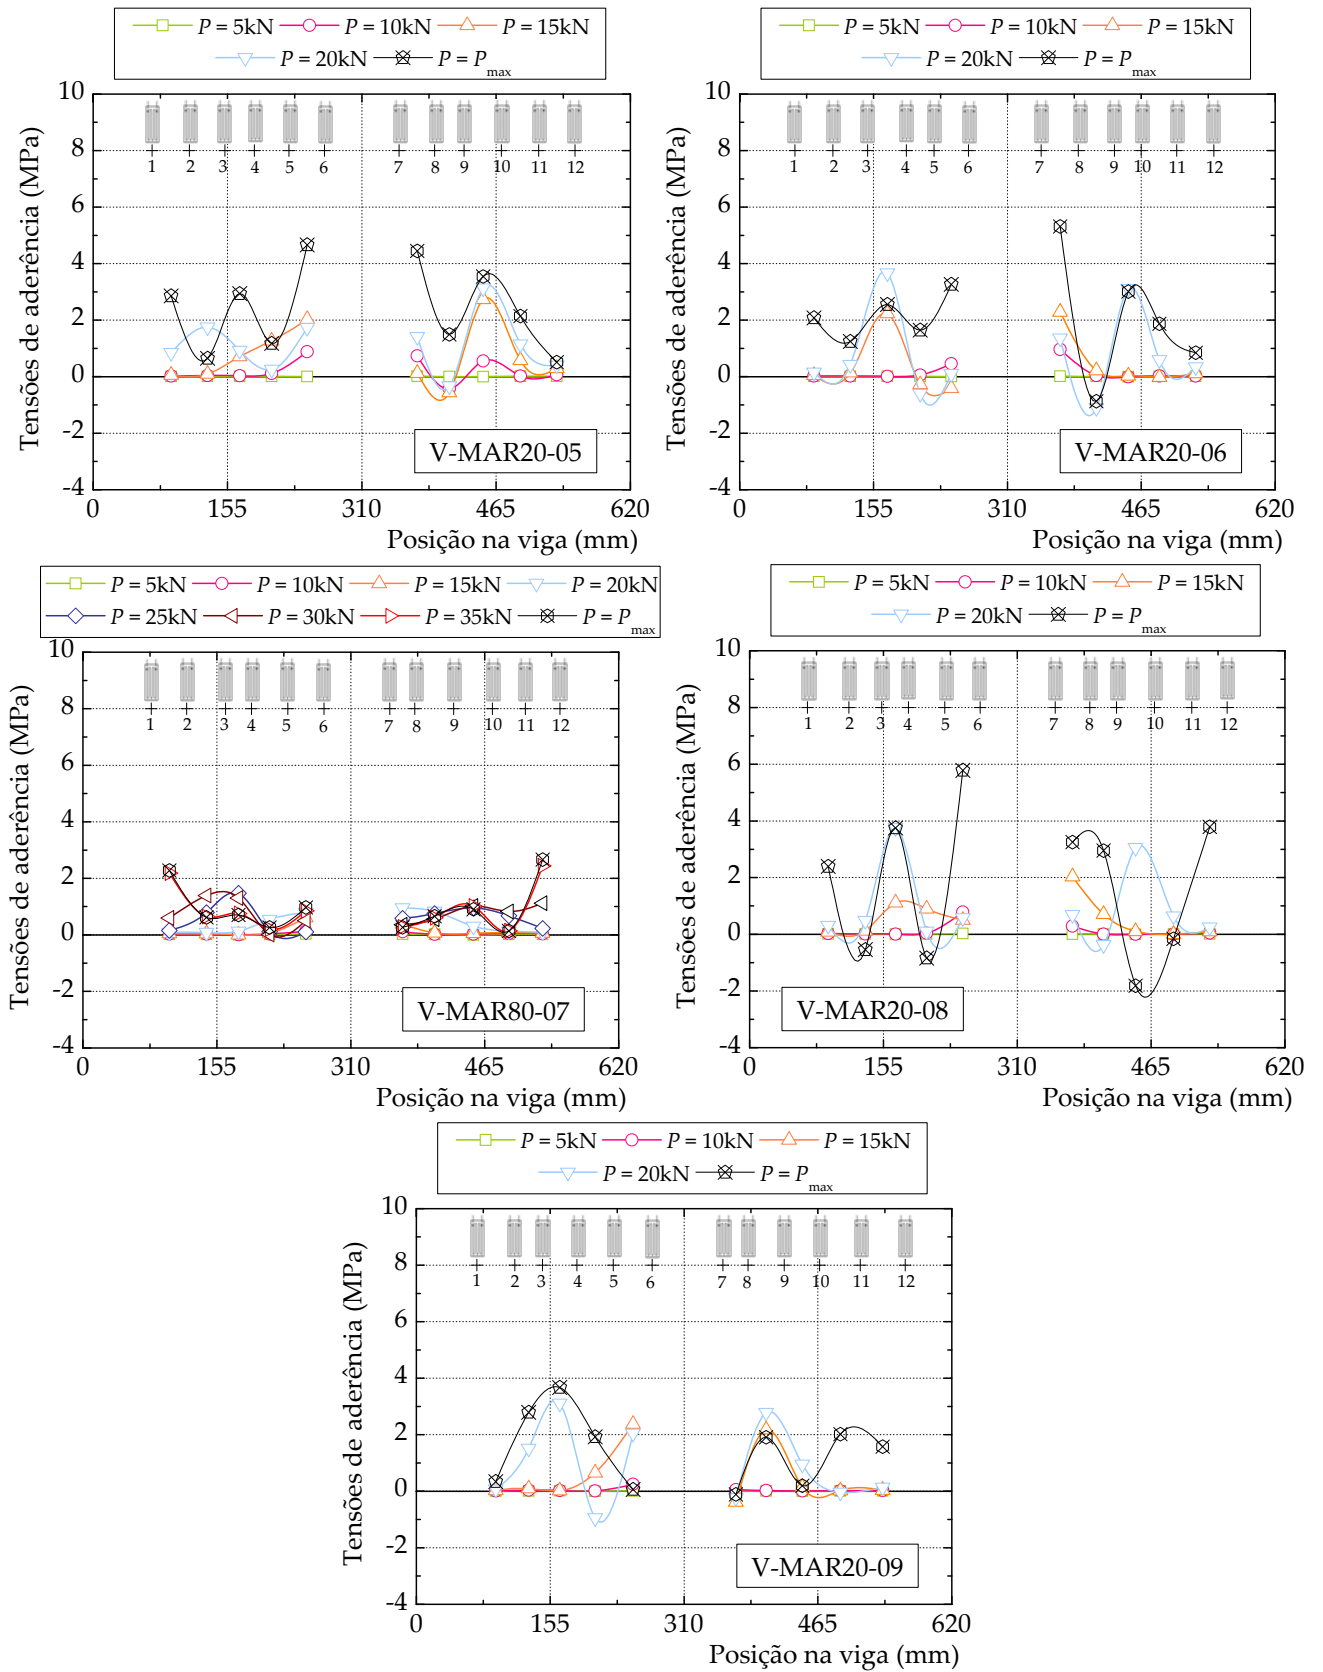 P = 5kN P = 10kN P = 15kN
P = 20kN P = Pmax
10
8
6
4
2
0
-2
-4
Tensões de aderência (MPa)
1 2 3 4 5 6 7 8 9 10 11 12
V-MAR20-05
0 155 310 465 620
Posição na viga (mm)
P = 5kN P = 10kN P = 15kN
P = 20kN P = Pmax
10
8
6
4
2
0
-2
-4
Tensões de aderência (MPa)
1 2 3 4 5 6 7 8 9 10 11 12
V-MAR20-06
0 155 310 465 620
Posição na viga (mm)
P = 5kN P = 10kN P = 15kN P = 20kN
P = 25kN P = 30kN P = 35kN P = Pmax
10
8
6
4
2
0
-2
-4
Tensões de aderência (MPa)
1 2 3 4 5 6 7 8 9 10 11 12
V-MAR80-07
0 155 310 465 620
Posição na viga (mm)
P = 5kN P = 10kN P = 15kN
P = 20kN P = Pmax
10
8
6
4
2
0
-2
-4
Tensões de aderência (MPa)
1 2 3 4 5 6 7 8 9 10 11 12
V-MAR20-08
0 155 310 465 620
Posição na viga (mm)
P = 5kN P = 10kN P = 15kN
P = 20kN P = Pmax
10
8
6
4
2
0
-2
-4
Tensões de aderência (MPa)
1 2 3 4 5 6 7 8 9 10 11 12
V-MAR20-09
0 155 310 465 620
Posição na viga (mm)